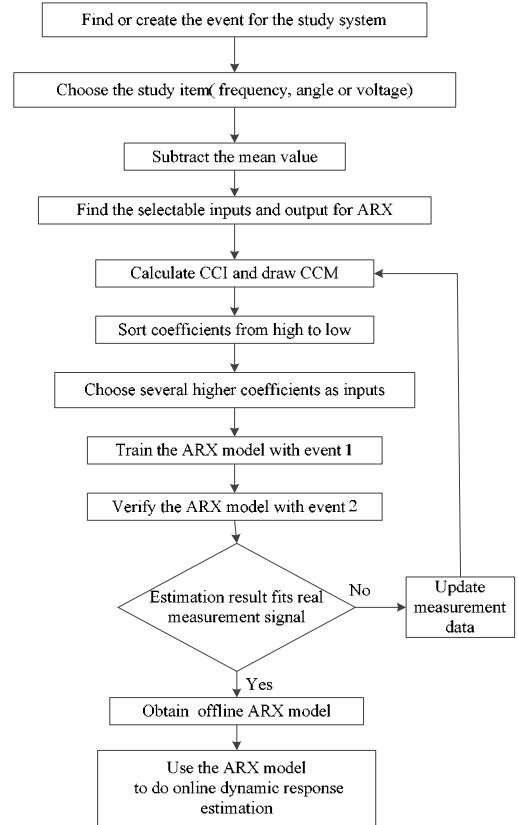 Find or create the event for the study system
Choose the study item( frequency, angle or voltage)
Subtract the mean value
Find the selectable inputs and output for ARX
Calculate CCI and draw CCM
Sort coefficients from high to low
Choose several higher coefficients as inputs
Train the ARX model with event 1
Verify the ARX model with event 2
Estimation result fits real
measurement signal
No
Update
measurement
data
Yes
Obtain offline ARX model
Use the ARX model
to do online dynamic response
estimation